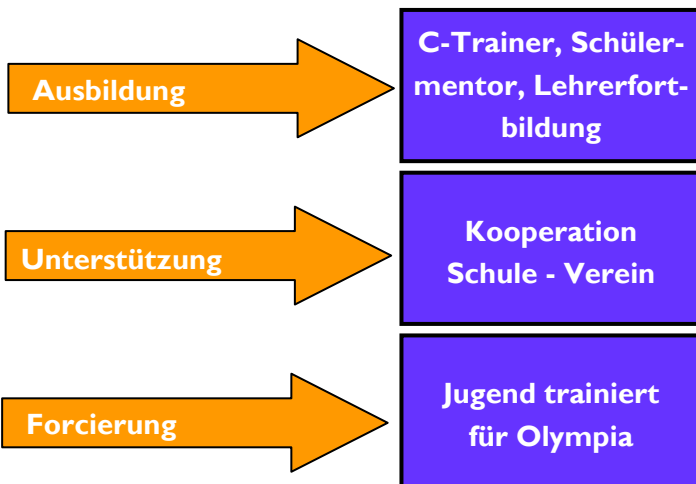 Ausbildung
C-Trainer, Schüler-
mentor, Lehrerfort-
bildung
Unterstützung
Kooperation
Schule - Verein
Forcierung
Jugend trainiert
für Olympia